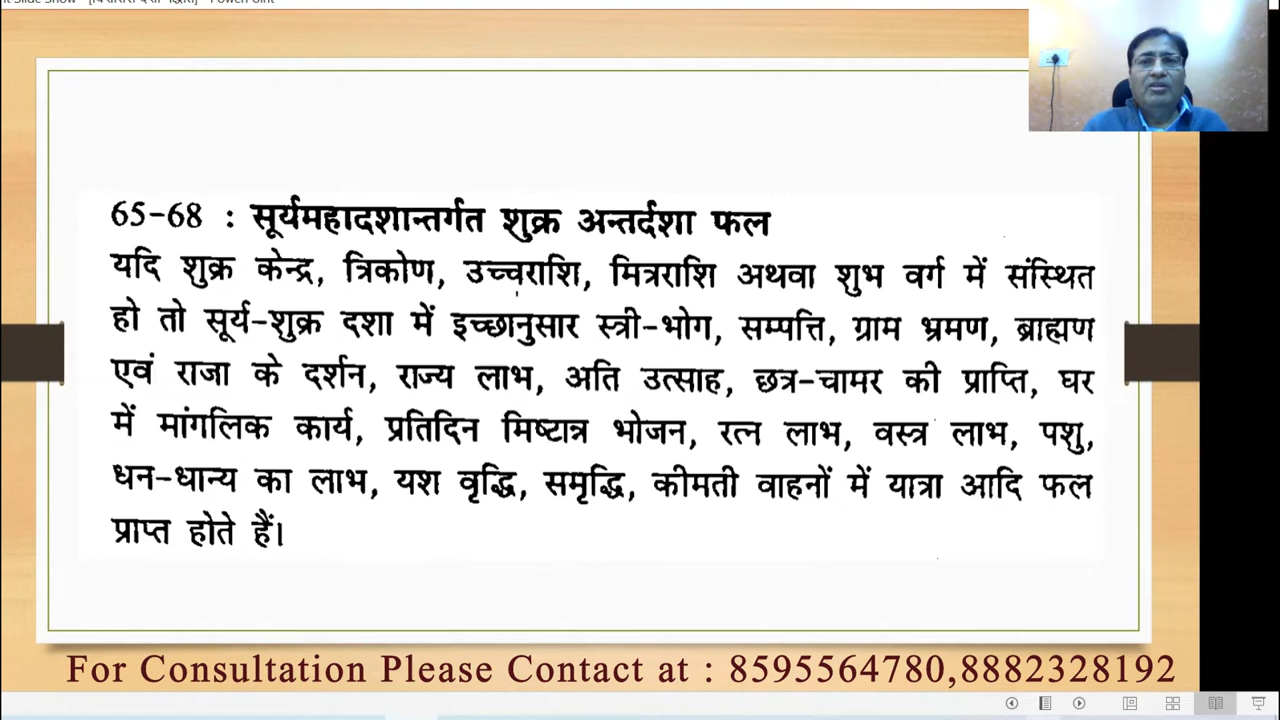 65-68 : सूर्यमहादशान्तर्गत शुक्र अन्तर्दशा फल
यदि शुक्र केन्द्र, त्रिकोण, उच्चराशि, मित्रराशि अथवा शुभ वर्ग में संस्थित
हो तो सूर्य-शुक्र दशा में इच्छानुसार स्त्री-भोग, सम्पत्ति, ग्राम भ्रमण, ब्राह्मण
एवं राजा के दर्शन, राज्य लाभ, अति उत्साह, छत्र-चामर की प्राप्ति, घर
में मांगलिक कार्य, प्रतिदिन मिष्टान्न भोजन, रत्न लाभ, वस्त्र लाभ, पशु,
धन-धान्य का लाभ, यश वृद्धि, समृद्धि, कीमती वाहनों में यात्रा आदि फल
प्राप्त होते हैं।
For Consultation Please Contact at : 8595564780,8882328192